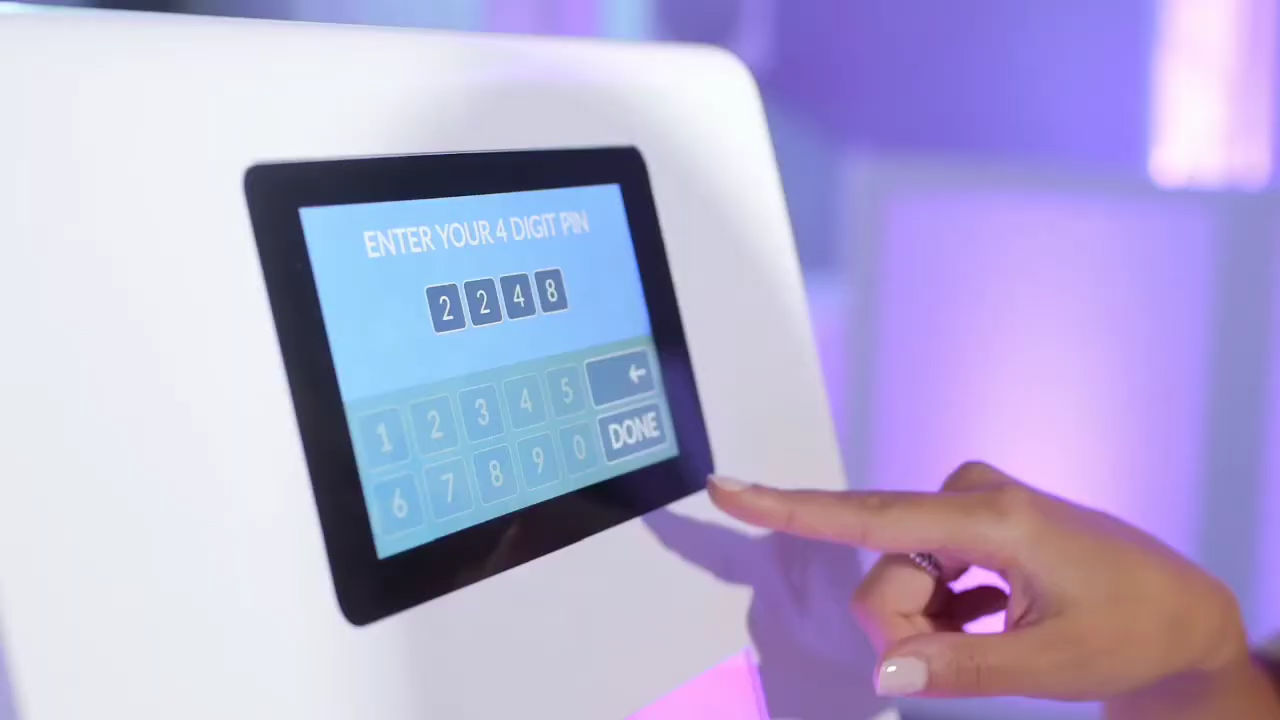 ENTER YOUR 4 DIGIT PIN
2 2 4 8
1 2 3 4 5 ←
6 7 8 9 0 DONE